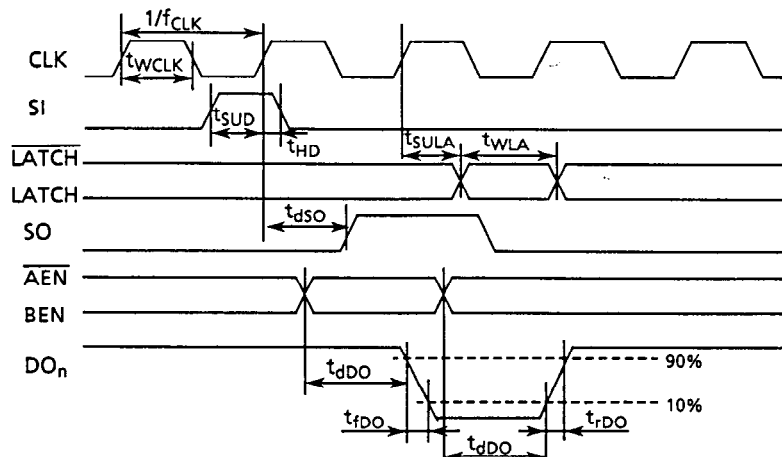 1/fCLK
CLK
tWCLK
SI
tSUD
tHD
tSULA
tWLA
LATCH
LATCH
tdSO
SO
AEN
BEN
DOn
90%
tdDO
10%
tfDO
trDO
tdDO